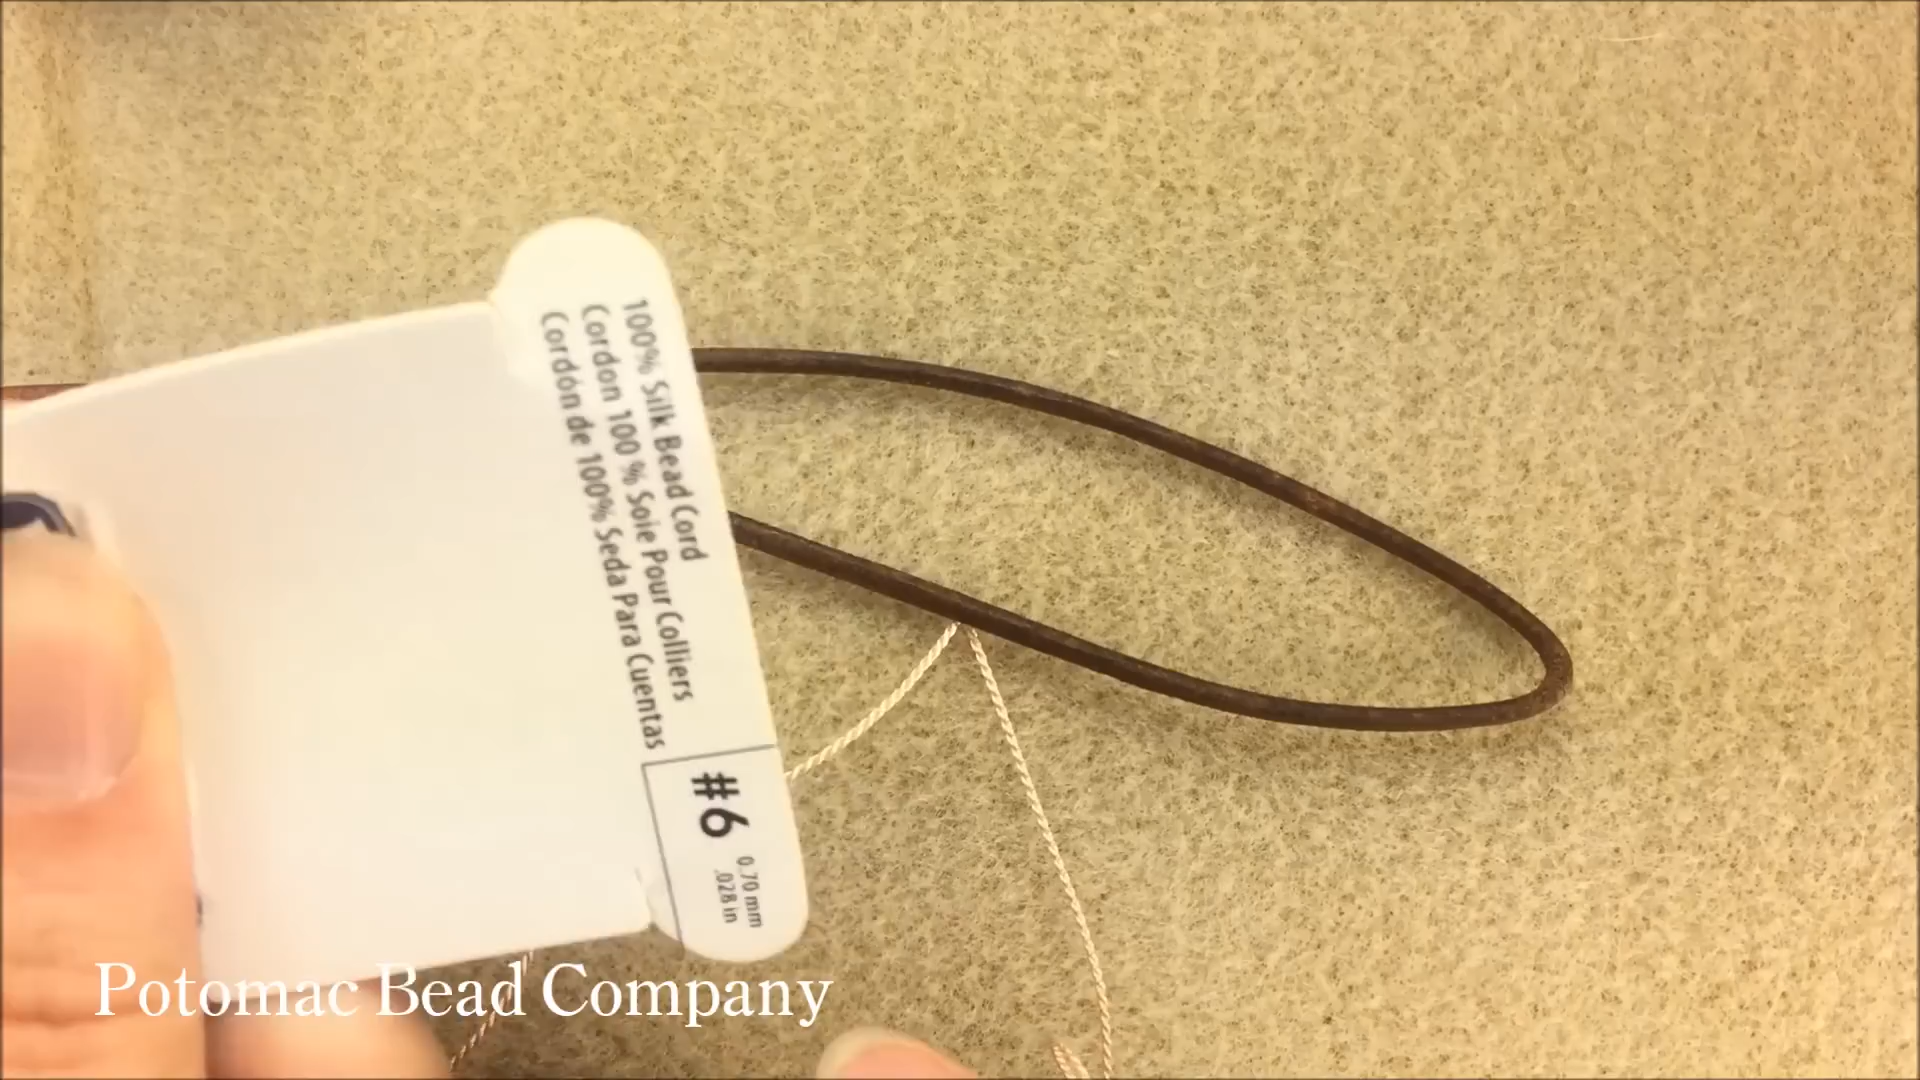 100% Silk Bead Cord
Cordon 100 % Soie Pour Colliers
Cordón de 100% Seda Para Cuentas
#6
0.70 mm
.028 in
Potomac Bead Company